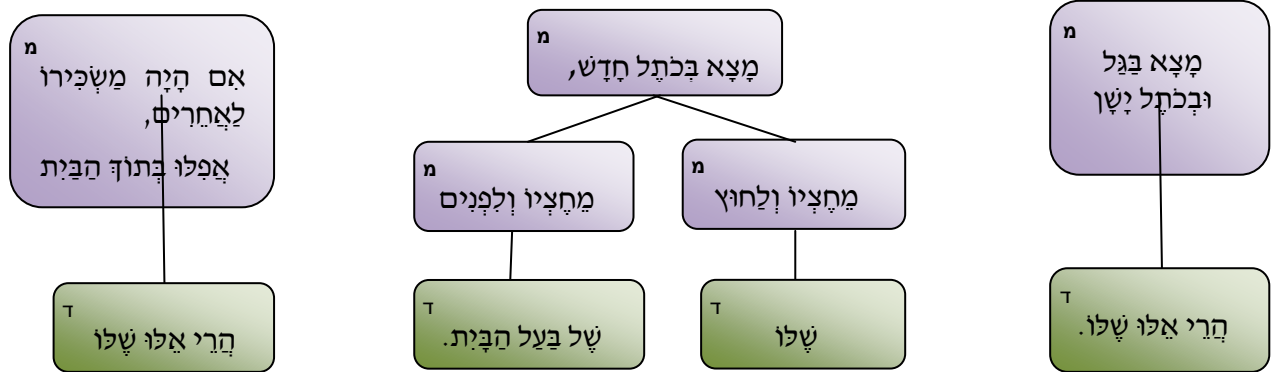 מ
מָצָא בַּגַּל
וּבְכֹתֶל יָשָׁן
ד
הֲרֵי אֵלּוּ שֶׁלּוֹ.
מ
מָצָא בְּכֹתֶל חָדָשׁ,
מ
מֵחֶצְיוֹ וְלַחוּץ
ד
שֶׁלּוֹ
מ
מֵחֶצְיוֹ וְלִפְנִים
ד
שֶׁל בַּעַל הַבַּיִת.
מ
אִם הָיָה מַשְׂכִּירוֹ
לַאֲחֵרִים,
אֲפִלּוּ בְּתוֹךְ הַבַּיִת
ד
הֲרֵי אֵלּוּ שֶׁלּוֹ